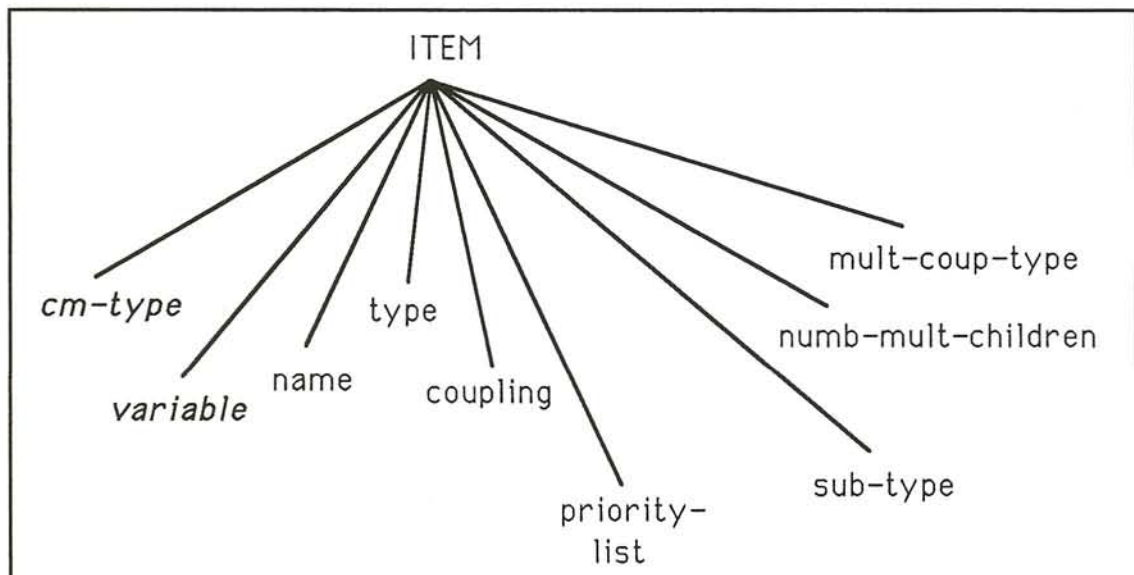 ITEM
cm-type
variable
name
type
coupling
priority-
list
sub-type
numb-mult-children
mult-coup-type